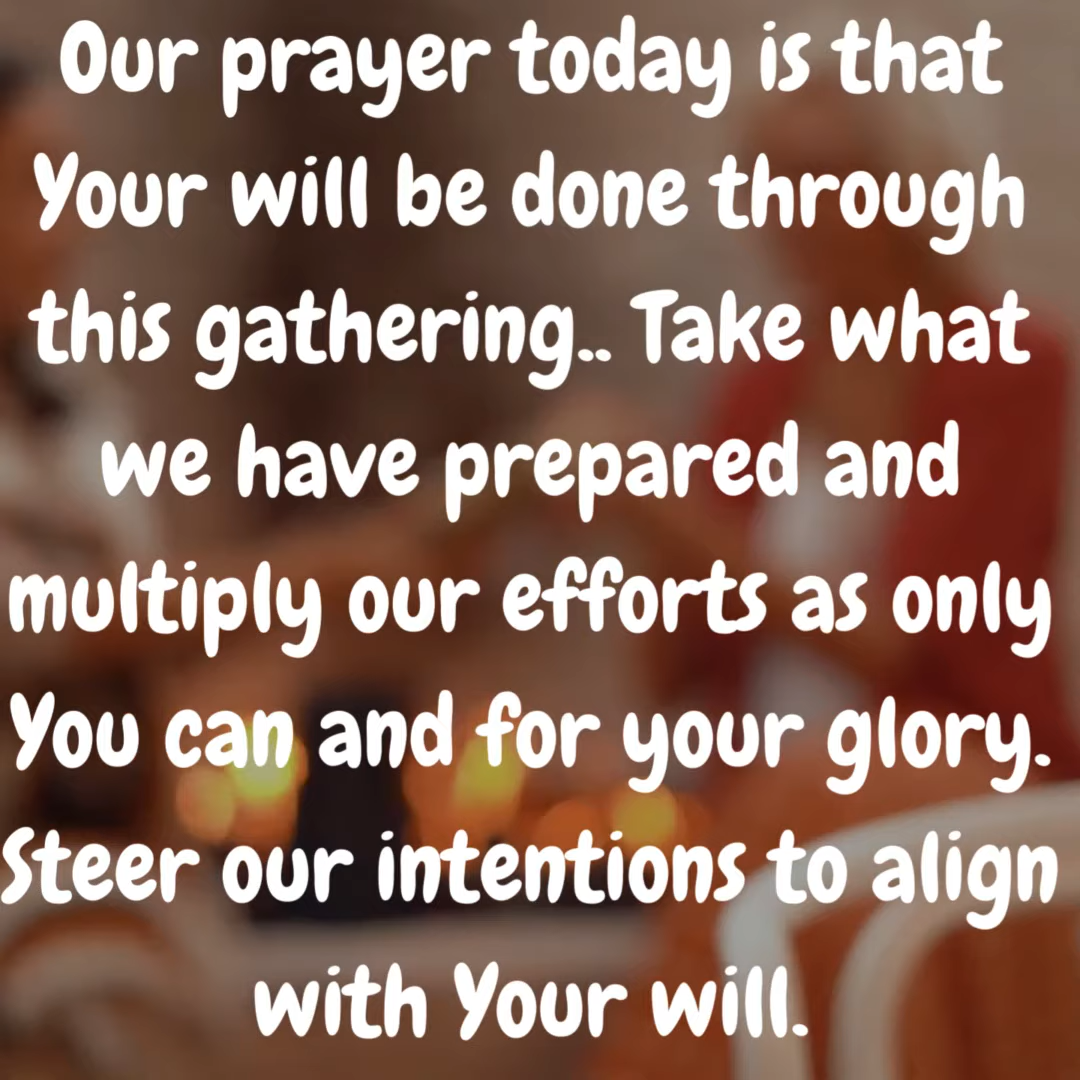 Our prayer today is that
Your will be done through
this gathering.. Take what
we have prepared and
multiply our efforts as only
You can and for your glory.
Steer our intentions to align
with Your will.